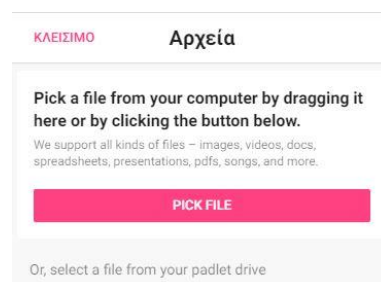 ΚΛΕΙΣΙΜΟ Αρχεία
Pick a file from your computer by dragging it
here or by clicking the button below.
We support all kinds of files – images, videos, docs,
spreadsheets, presentations, pdfs, songs, and more.
PICK FILE
Or, select a file from your padlet drive